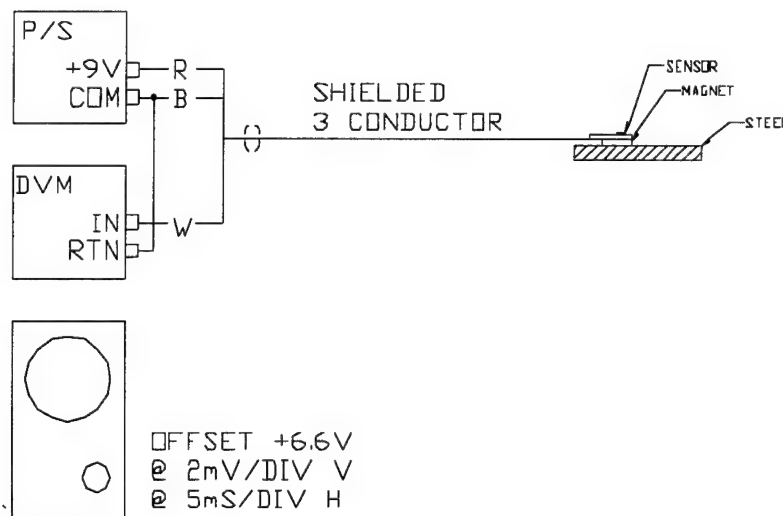 P/S
+9V
COM
R
B
SHIELDED
3 CONDUCTOR
SENSOR
MAGNET
STEEL
DVM
IN
RTN
W
OFFSET +6.6V
@ 2mV/DIV V
@ 5mS/DIV H